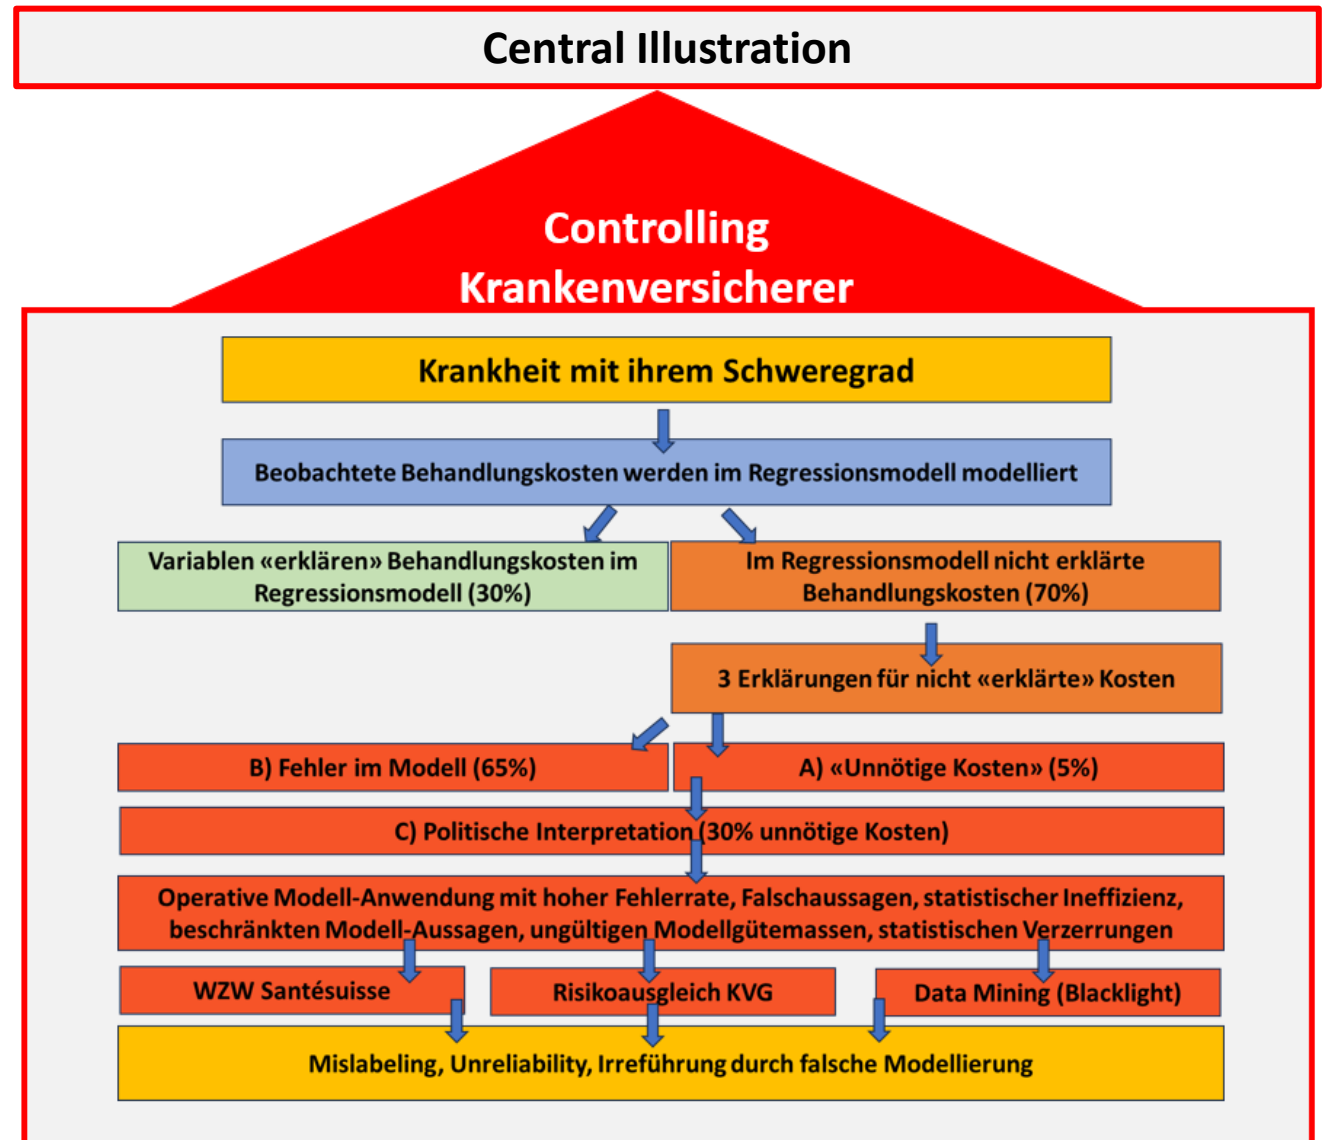 Central Illustration
Controlling
Krankenversicherer
Krankheit mit ihrem Schweregrad
Beobachtete Behandlungskosten werden im Regressionsmodell modelliert
Variablen «erklären» Behandlungskosten im
Regressionsmodell (30%)
Im Regressionsmodell nicht erklärte
Behandlungskosten (70%)
3 Erklärungen für nicht «erklärte» Kosten
B) Fehler im Modell (65%)
A) «Unnötige Kosten» (5%)
C) Politische Interpretation (30% unnötige Kosten)
Operative Modell-Anwendung mit hoher Fehlerrate, Falschaussagen, statistischer Ineffizienz,
beschränkten Modell-Aussagen, ungültigen Modellgütemassen, statistischen Verzerrungen
WZW Santésuisse
Risikoausgleich KVG
Data Mining (Blacklight)
Mislabeling, Unreliability, Irreführung durch falsche Modellierung